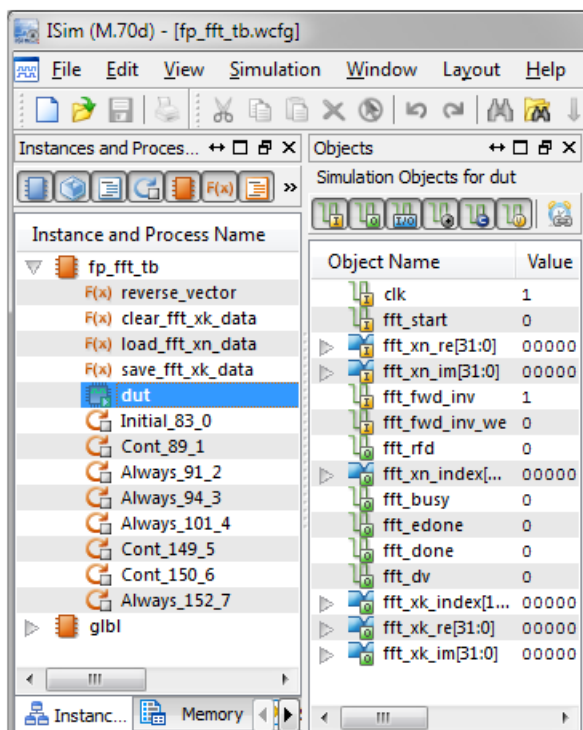 ISim (M.70d) - [fp_fft_tb.wcfg]
File Edit View Simulation Window Layout Help
Instances and Proces...
F(x)
»
Instance and Process Name
fp_fft_tb
F(x) reverse_vector
F(x) clear_fft_xk_data
F(x) load_fft_xn_data
F(x) save_fft_xk_data
dut
Initial_83_0
Cont_89_1
Always_91_2
Always_94_3
Always_101_4
Cont_149_5
Cont_150_6
Always_152_7
glbl
Instanc... Memory
Objects
Simulation Objects for dut
Object Name Value
clk 1
fft_start 0
fft_xn_re[31:0] 00000
fft_xn_im[31:0] 00000
fft_fwd_inv 1
fft_fwd_inv_we 0
fft_rfd 0
fft_xn_index[... 00000
fft_busy 0
fft_edone 0
fft_done 0
fft_dv 0
fft_xk_index[1... 00000
fft_xk_re[31:0] 00000
fft_xk_im[31:0] 00000